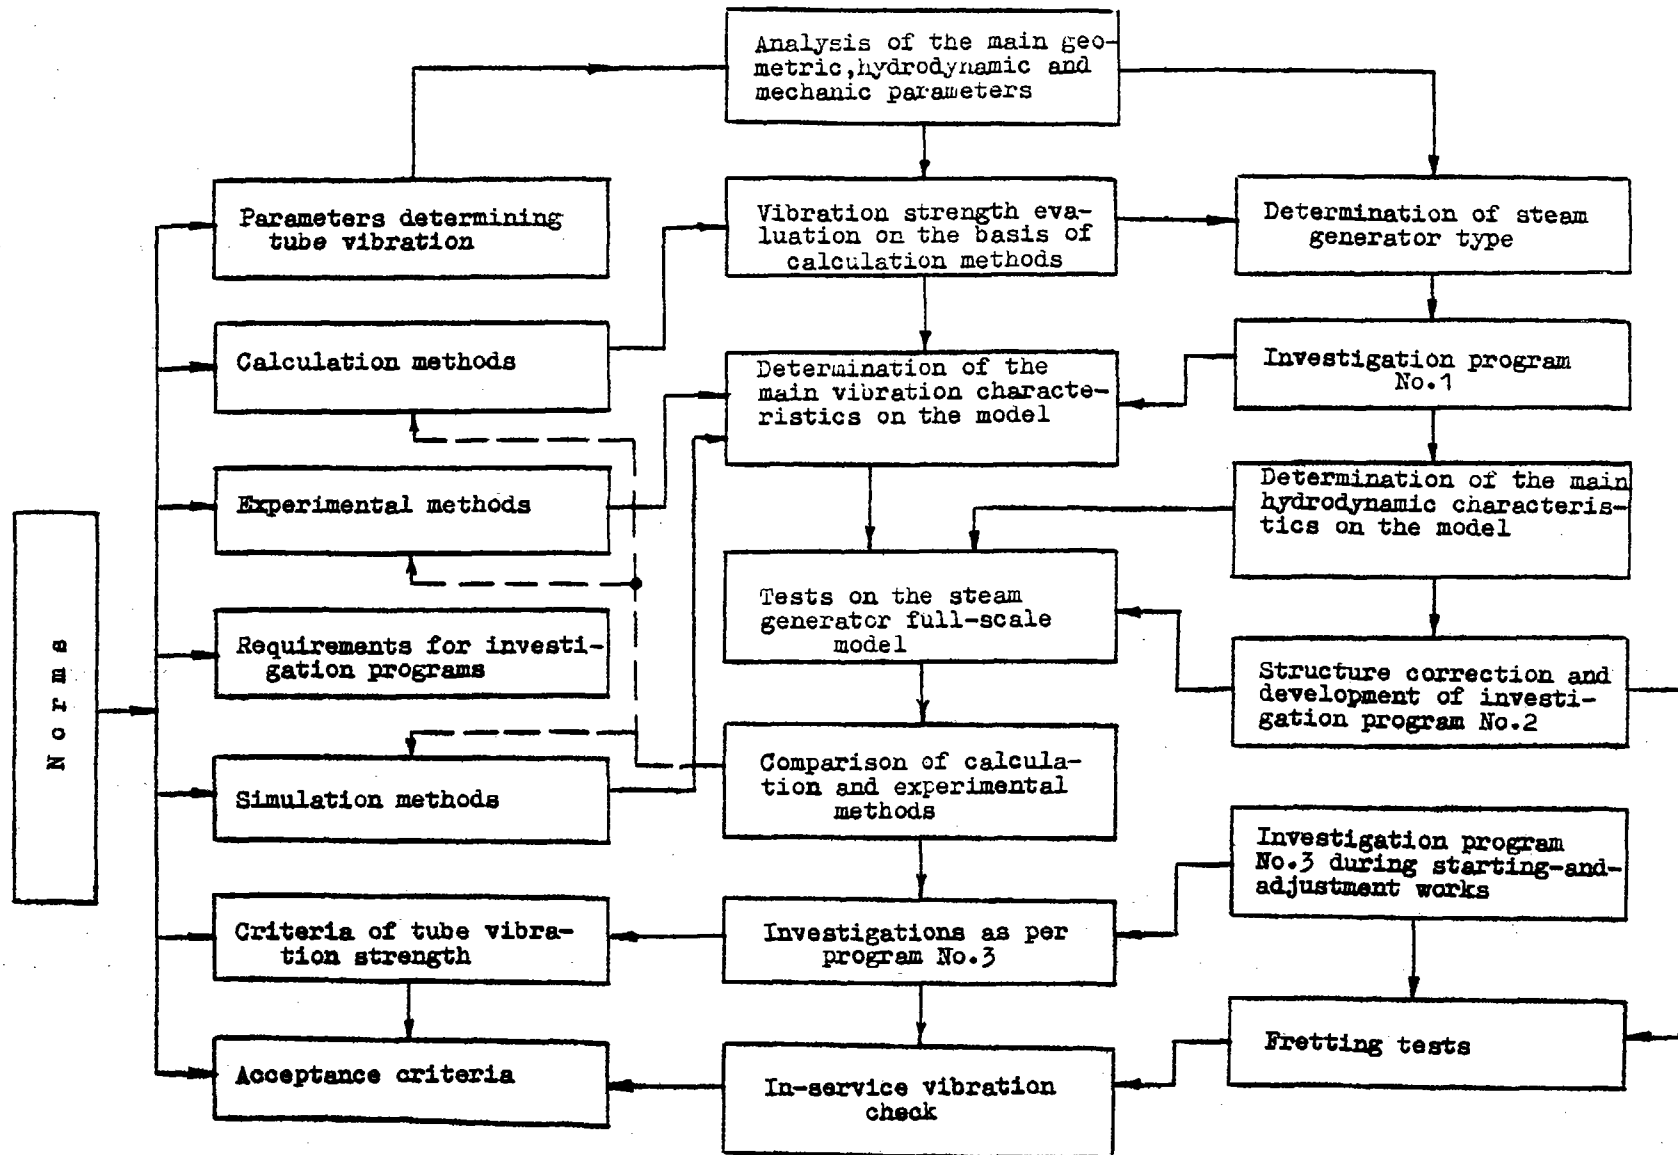 Analysis of the main geo-
metric,hydrodynamic and
mechanic parameters
Parameters determining
tube vibration
Vibration strength eva-
luation on the basis of
calculation methods
Determination of steam
generator type
Calculation methods
Determination of the
main vibration characte-
ristics on the model
Investigation program
No.1
Experimental methods
Determination of the main
hydrodynamic characteris-
tics on the model
Norms
Requirements for investi-
gation programs
Tests on the steam
generator full-scale
model
Structure correction and
development of investi-
gation program No.2
Simulation methods
Comparison of calcula-
tion and experimental
methods
Investigation program
No.3 during starting-and-
adjustment works
Criteria of tube vibra-
tion strength
Investigations as per
program No.3
Fretting tests
Acceptance criteria
In-service vibration
check